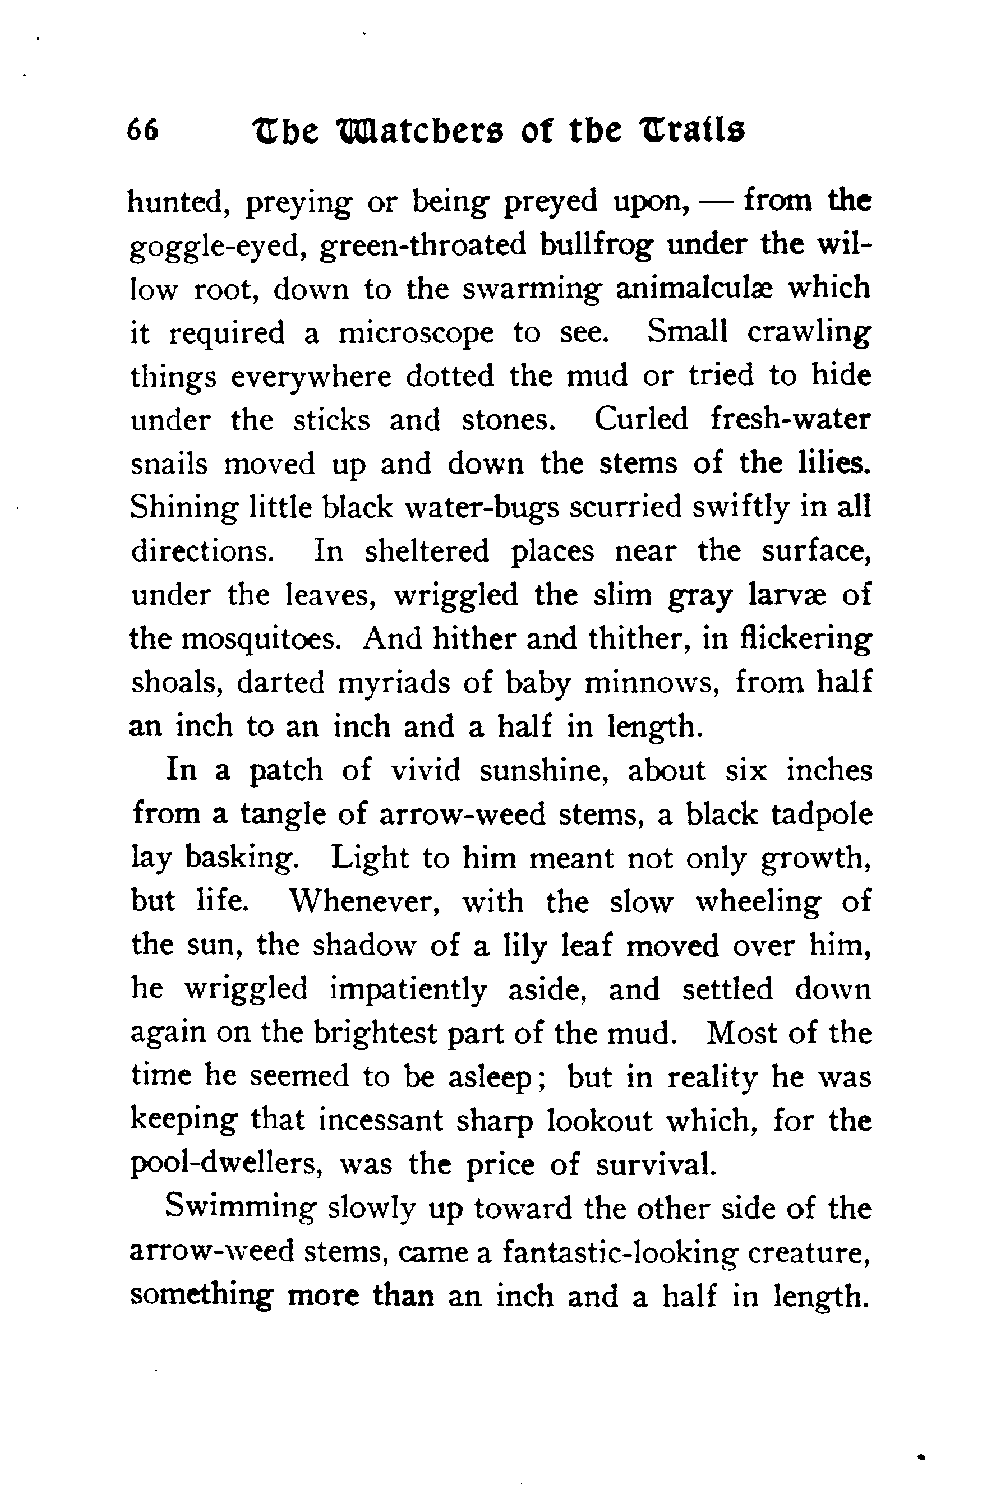 66 The Watchers of the Trails
hunted, preying or being preyed upon, — from the
goggle-eyed, green-throated bullfrog under the wil-
low root, down to the swarming animalculæ which
it required a microscope to see. Small crawling
things everywhere dotted the mud or tried to hide
under the sticks and stones. Curled fresh-water
snails moved up and down the stems of the lilies.
Shining little black water-bugs scurried swiftly in all
directions. In sheltered places near the surface,
under the leaves, wriggled the slim gray larvæ of
the mosquitoes. And hither and thither, in flickering
shoals, darted myriads of baby minnows, from half
an inch to an inch and a half in length.
In a patch of vivid sunshine, about six inches
from a tangle of arrow-weed stems, a black tadpole
lay basking. Light to him meant not only growth,
but life. Whenever, with the slow wheeling of
the sun, the shadow of a lily leaf moved over him,
he wriggled impatiently aside, and settled down
again on the brightest part of the mud. Most of the
time he seemed to be asleep; but in reality he was
keeping that incessant sharp lookout which, for the
pool-dwellers, was the price of survival.
Swimming slowly up toward the other side of the
arrow-weed stems, came a fantastic-looking creature,
something more than an inch and a half in length.